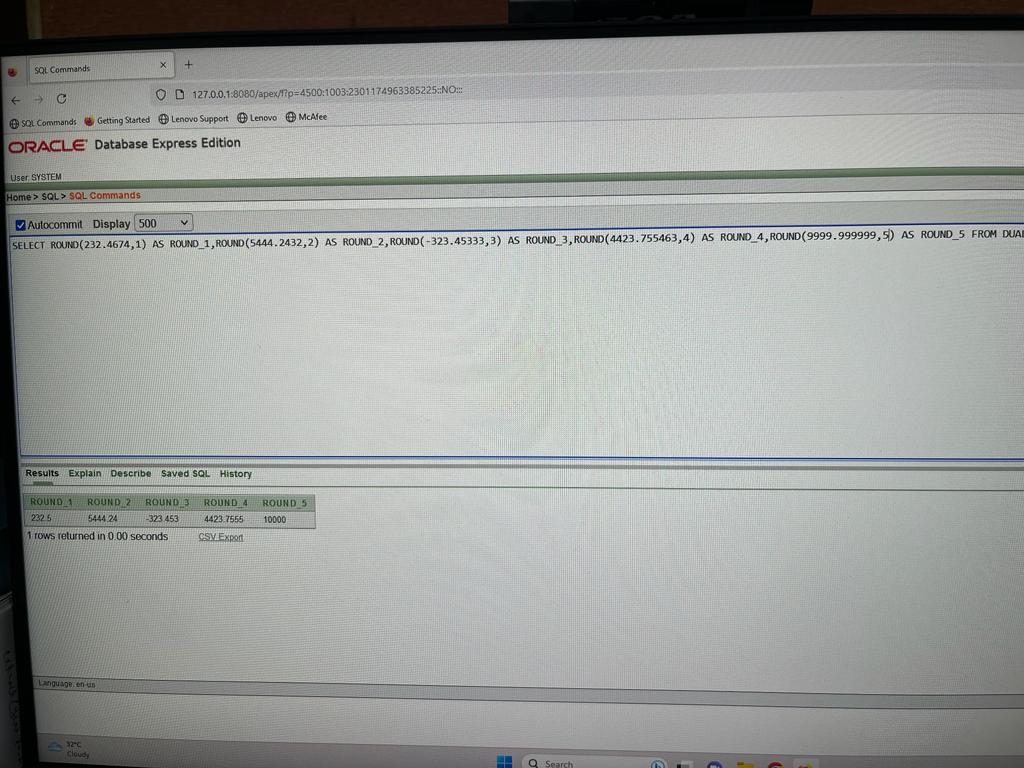 SQL Commands
127.0.0.1:8080/apex/f?p=4500:1003:2301174963385225::NO:::
SQL Commands Getting Started Lenovo Support Lenovo McAfee
ORACLE Database Express Edition
User: SYSTEM
Home > SQL > SQL Commands
Autocommit Display 500
SELECT ROUND(232.4674,1) AS ROUND_1,ROUND(5444.2432,2) AS ROUND_2,ROUND(-323.45333,3) AS ROUND_3,ROUND(4423.755463,4) AS ROUND_4,ROUND(9999.999999,5) AS ROUND_5 FROM DUAL
Results Explain Describe Saved SQL History
ROUND_1 ROUND_2 ROUND_3 ROUND_4 ROUND_5
232.5 5444.24 -323.453 4423.7555 10000
1 rows returned in 0.00 seconds CSV Export
Language: en-us
32°C
Cloudy
Search